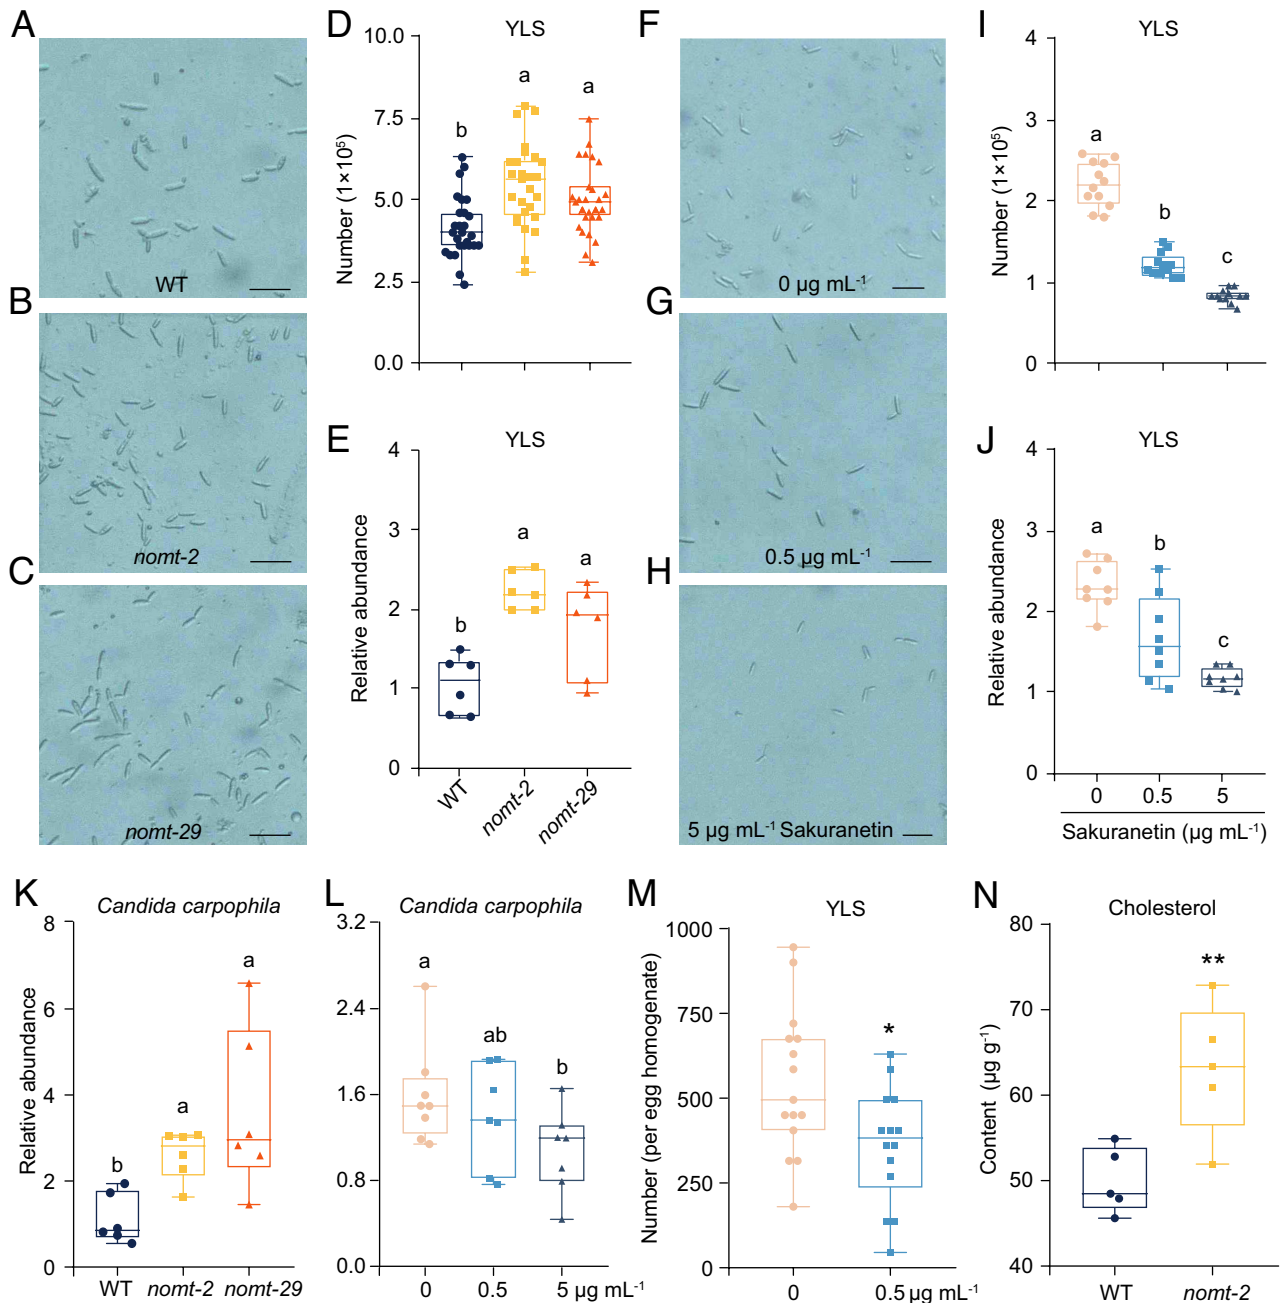 A
WT
B
nomt-2
C
nomt-29
D
YLS
Number (1×10⁵)
10.0
7.5
5.0
2.5
0.0
b
a
a
E
YLS
Relative abundance
4
3
2
1
0
b
a
a
WT
nomt-2
nomt-29
F
0 µg mL⁻¹
G
0.5 µg mL⁻¹
H
5 µg mL⁻¹ Sakuranetin
I
YLS
Number (1×10⁵)
4
3
2
1
0
a
b
c
J
YLS
Relative abundance
4
3
2
1
0
a
b
c
0 0.5 5
Sakuranetin (µg mL⁻¹)
K
Candida carpophila
Relative abundance
8
6
4
2
0
b
a
a
WT nomt-2 nomt-29
L
Candida carpophila
3.2
2.4
1.6
0.8
0.0
a
ab
b
0 0.5 5 µg mL⁻¹
M
YLS
Number (per egg homogenate)
1000
750
500
250
0
*
0 0.5 µg mL⁻¹
N
Cholesterol
Content (µg g⁻¹)
80
70
60
50
40
**
WT nomt-2